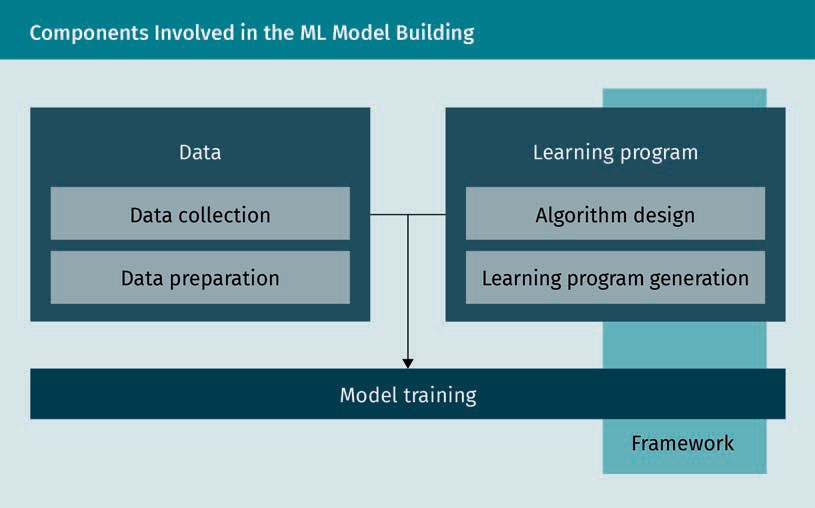 Components Involved in the ML Model Building
Data
Data collection
Data preparation
Learning program
Algorithm design
Learning program generation
Model training
Framework